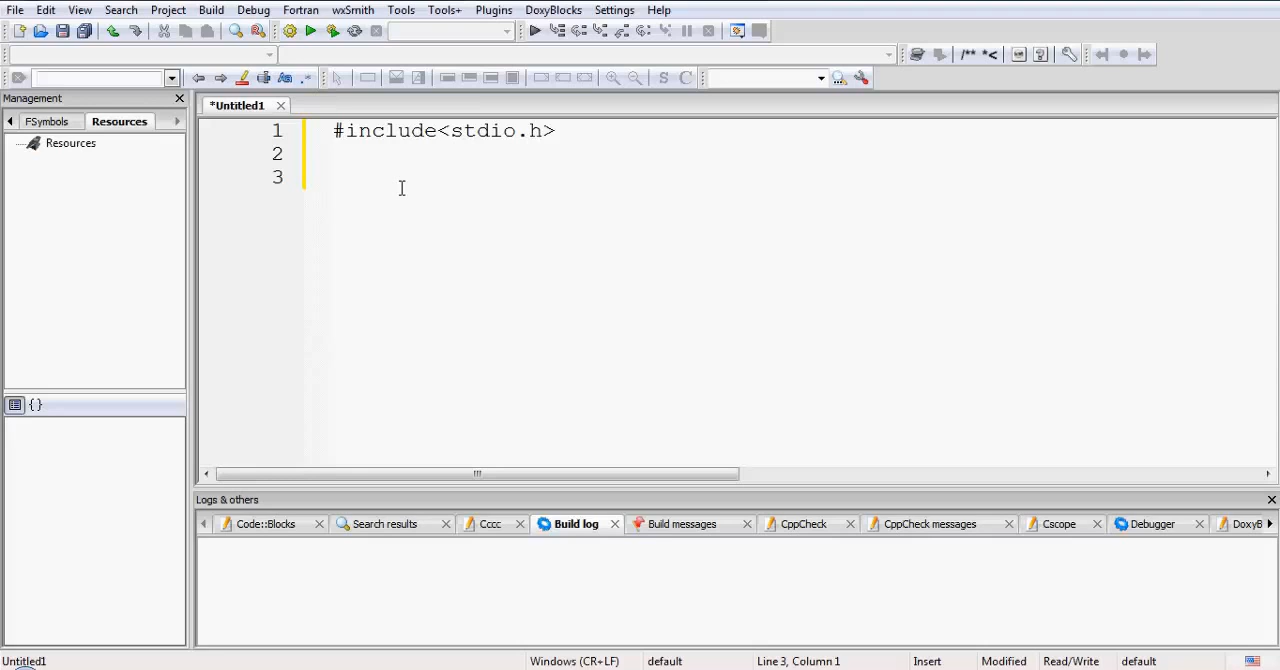 File Edit View Search Project Build Debug Fortran wxSmith Tools Tools+ Plugins DoxyBlocks Settings Help
/** *<
S C
Management
*Untitled1
FSymbols Resources
Resources
1 #include<stdio.h>
2
3
{}
Logs & others
Code::Blocks Search results Cccc Build log Build messages CppCheck CppCheck messages Cscope Debugger DoxyB
Untitled1 Windows (CR+LF) default Line 3, Column 1 Insert Modified Read/Write default